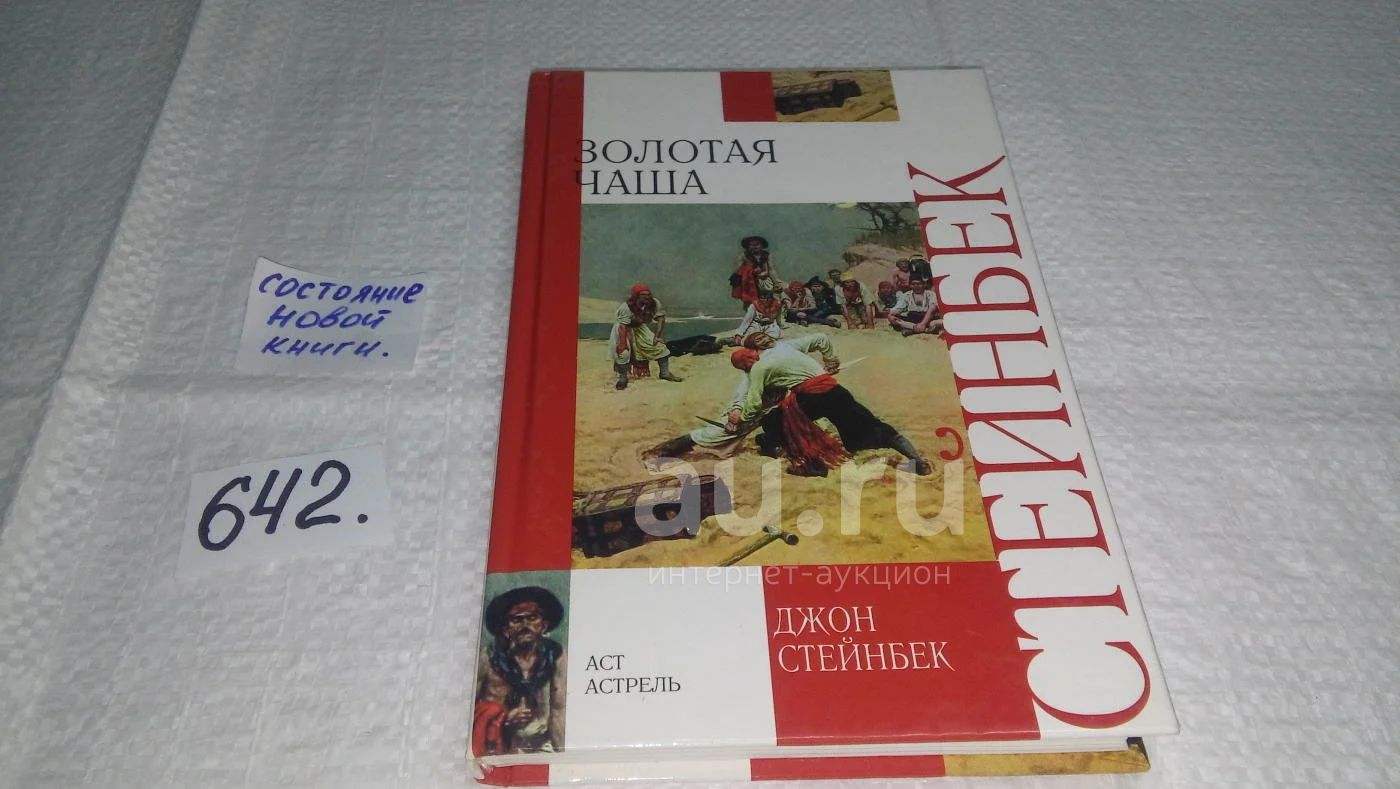 ЗОЛОТАЯ
ЧАША
СТЕЙНБЕК
состояние
новой
книги.
642.
au.ru
интернет-аукцион
ДЖОН
СТЕЙНБЕК
АСТ
АСТРЕЛЬ